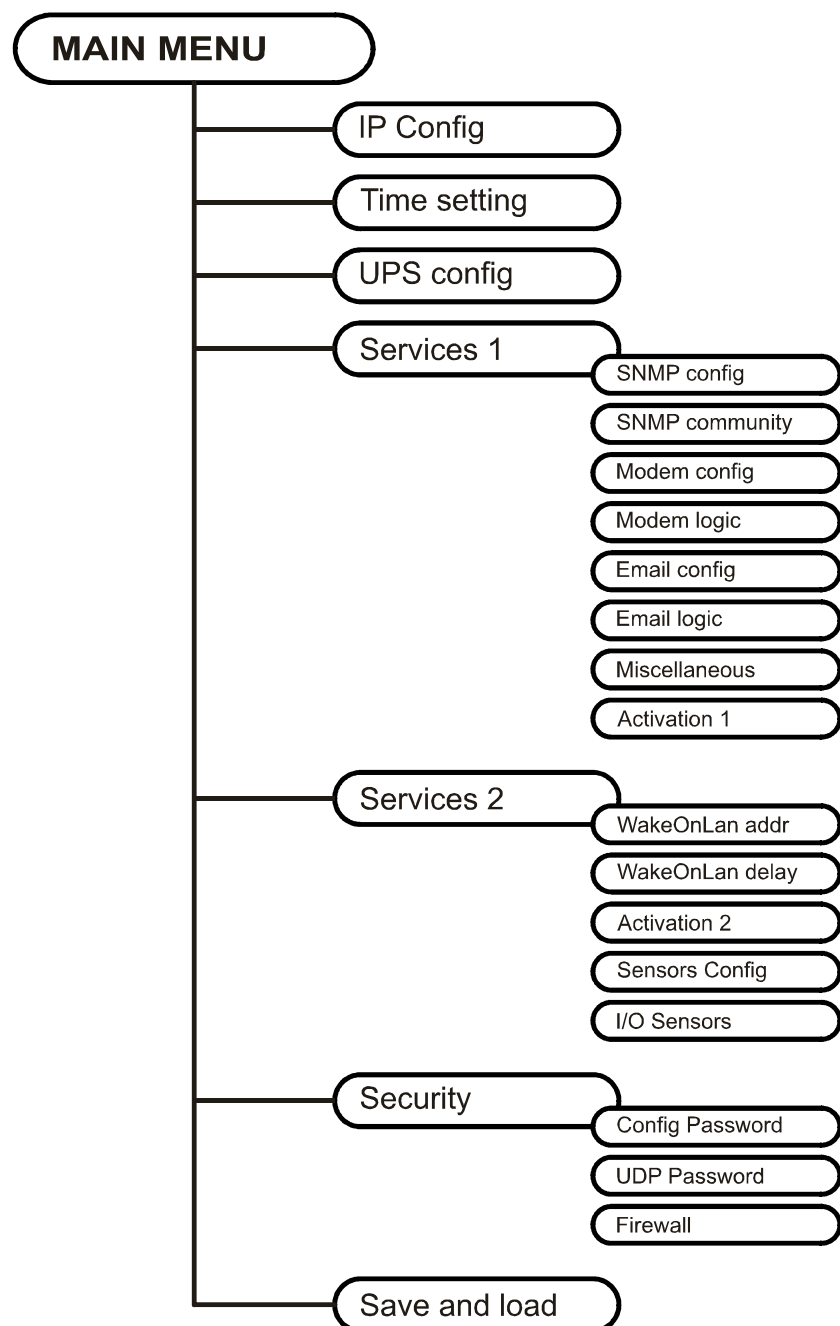 MAIN MENU
IP Config
Time setting
UPS config
Services 1
SNMP config
SNMP community
Modem config
Modem logic
Email config
Email logic
Miscellaneous
Activation 1
Services 2
WakeOnLan addr
WakeOnLan delay
Activation 2
Sensors Config
I/O Sensors
Security
Config Password
UDP Password
Firewall
Save and load